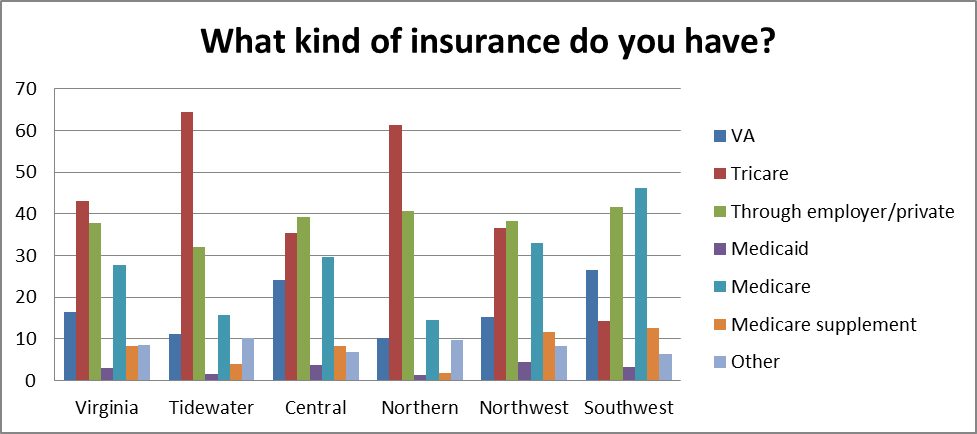 What kind of insurance do you have?
70
60
50
40
30
20
10
0
Virginia Tidewater Central Northern Northwest Southwest
VA
Tricare
Through employer/private
Medicaid
Medicare
Medicare supplement
Other